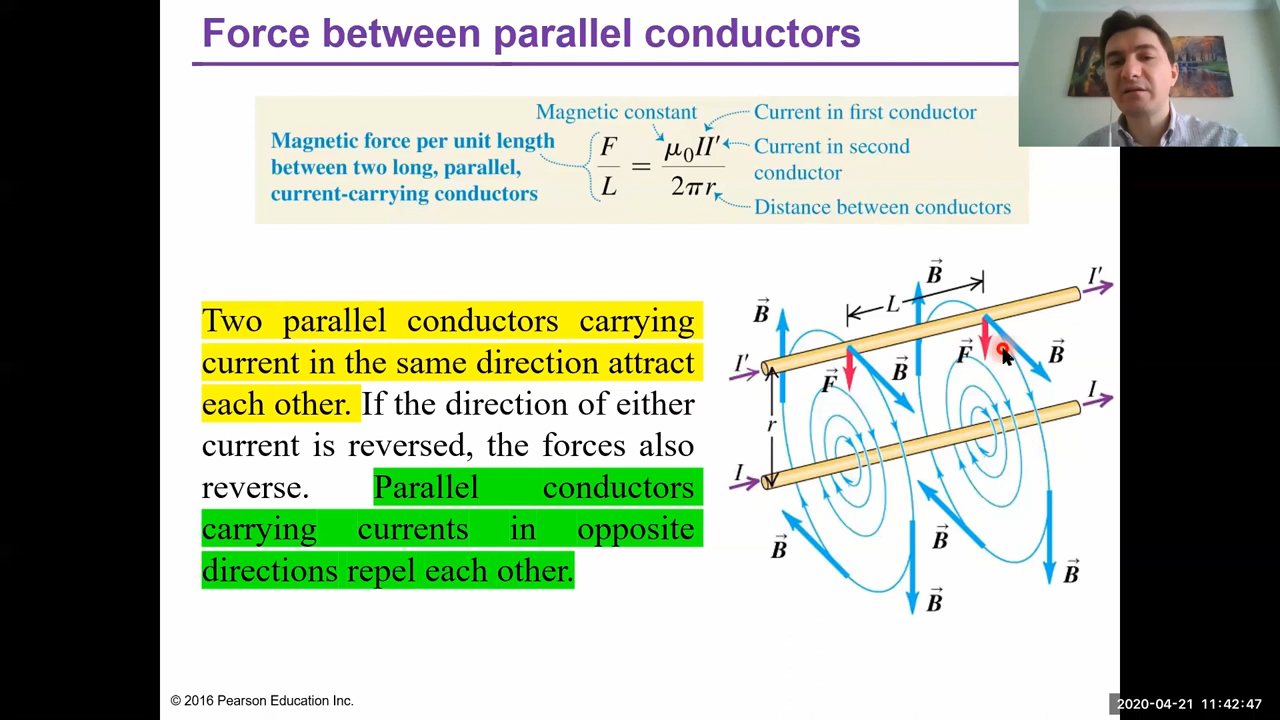 Force between parallel conductors
Magnetic constant
Current in first conductor
Magnetic force per unit length
between two long, parallel,
current-carrying conductors
F/L = μ₀II′/2πr
Current in second
conductor
Distance between conductors
Two parallel conductors carrying
current in the same direction attract
each other. If the direction of either
current is reversed, the forces also
reverse. Parallel conductors
carrying currents in opposite
directions repel each other.
B⃗
I′
B⃗
L
I′
F⃗
B⃗
F⃗
B⃗
r
I
I
B⃗
B⃗
B⃗
B⃗
© 2016 Pearson Education Inc.
2020-04-21 11:42:47